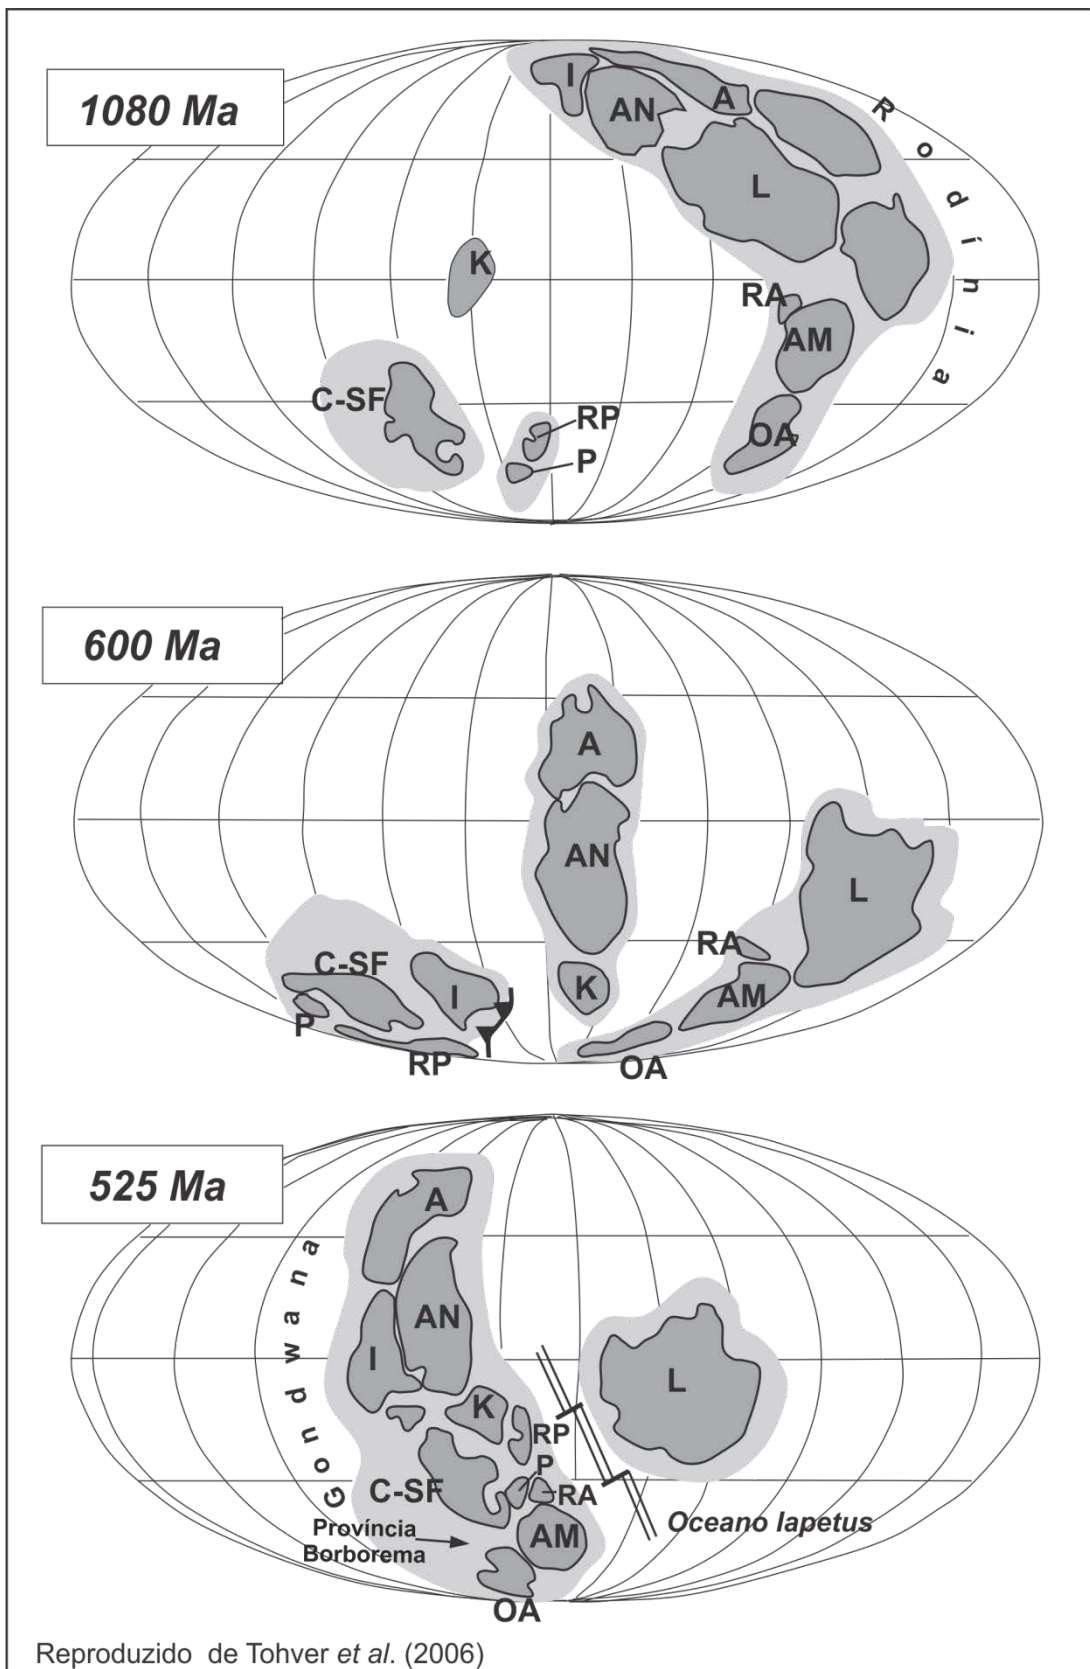 1080 Ma
I
AN
A
Rodínia
L
K
RA
AM
C-SF
RP
OA
P
600 Ma
A
AN
L
RA
C-SF
K
AM
I
P
RP
OA
525 Ma
A
Gondwana
AN
I
L
K
RP
P
C-SF
RA
Oceano Iapetus
Província
Borborema
AM
OA
Reproduzido de Tohver et al. (2006)